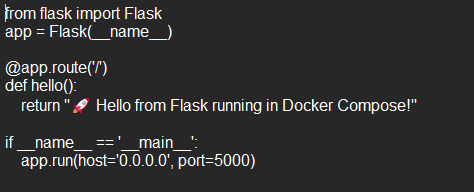 from flask import Flask
app = Flask(__name__)

@app.route('/')
def hello():
    return "🚀 Hello from Flask running in Docker Compose!"

if __name__ == '__main__':
    app.run(host='0.0.0.0', port=5000)